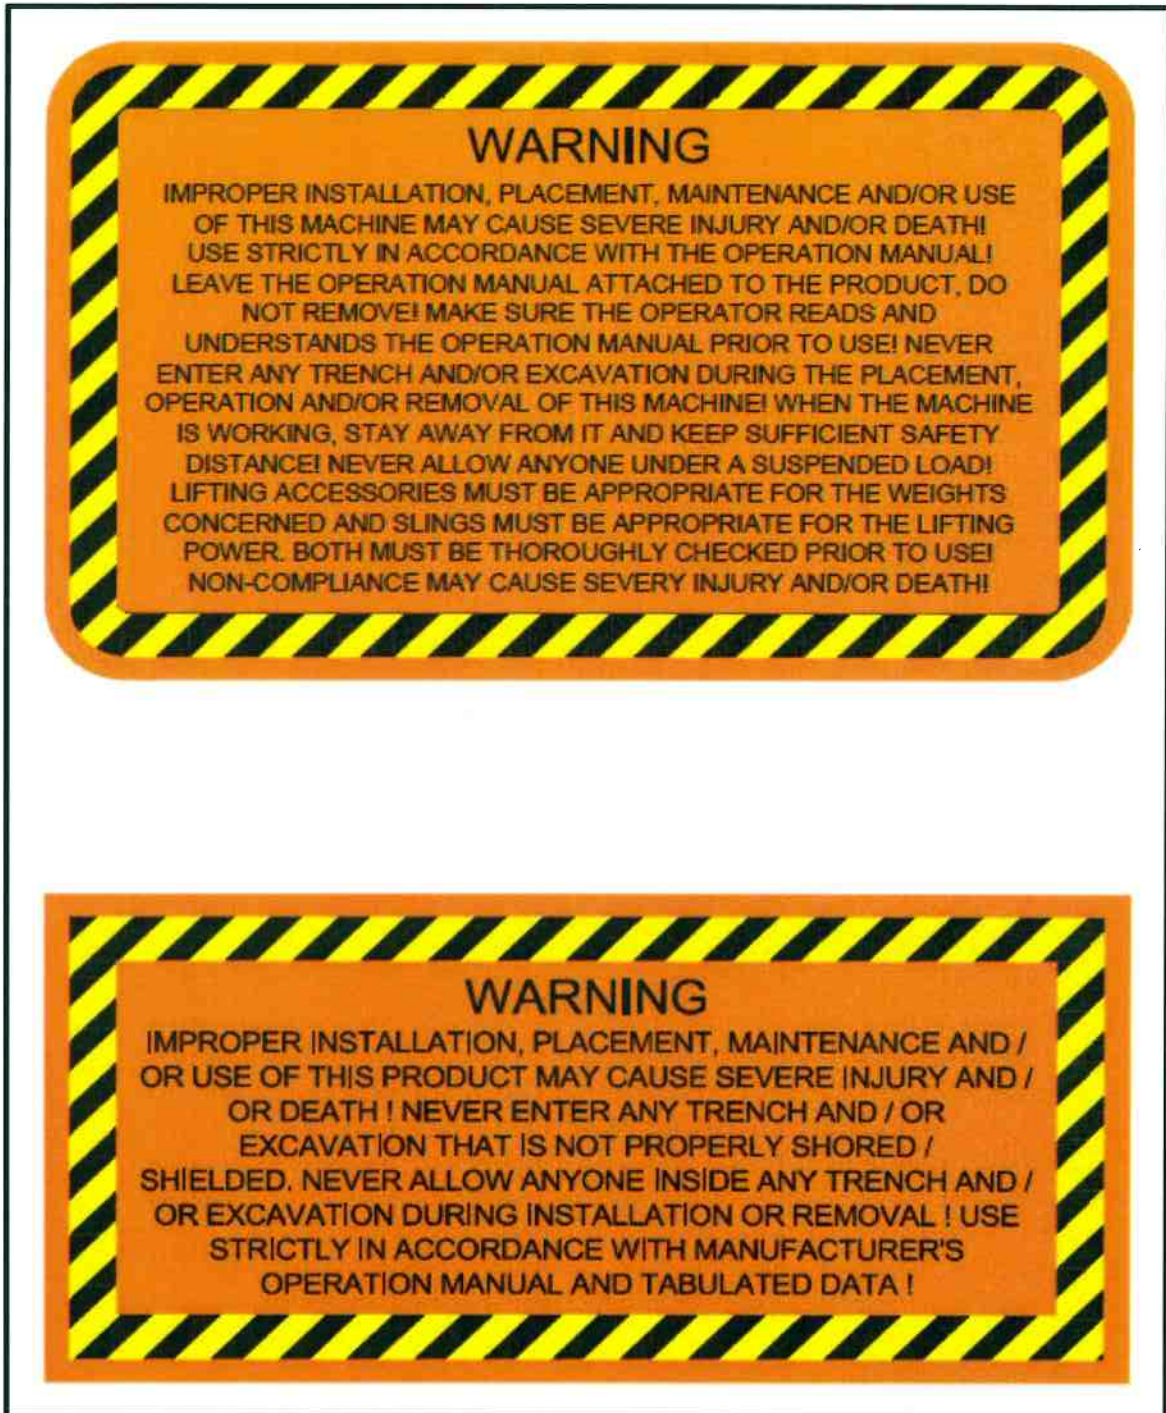 WARNING
IMPROPER INSTALLATION, PLACEMENT, MAINTENANCE AND/OR USE
OF THIS MACHINE MAY CAUSE SEVERE INJURY AND/OR DEATH!
USE STRICTLY IN ACCORDANCE WITH THE OPERATION MANUAL!
LEAVE THE OPERATION MANUAL ATTACHED TO THE PRODUCT, DO
NOT REMOVE! MAKE SURE THE OPERATOR READS AND
UNDERSTANDS THE OPERATION MANUAL PRIOR TO USE! NEVER
ENTER ANY TRENCH AND/OR EXCAVATION DURING THE PLACEMENT,
OPERATION AND/OR REMOVAL OF THIS MACHINE! WHEN THE MACHINE
IS WORKING, STAY AWAY FROM IT AND KEEP SUFFICIENT SAFETY
DISTANCE! NEVER ALLOW ANYONE UNDER A SUSPENDED LOAD!
LIFTING ACCESSORIES MUST BE APPROPRIATE FOR THE WEIGHTS
CONCERNED AND SLINGS MUST BE APPROPRIATE FOR THE LIFTING
POWER. BOTH MUST BE THOROUGHLY CHECKED PRIOR TO USE!
NON-COMPLIANCE MAY CAUSE SEVERY INJURY AND/OR DEATH!
WARNING
IMPROPER INSTALLATION, PLACEMENT, MAINTENANCE AND /
OR USE OF THIS PRODUCT MAY CAUSE SEVERE INJURY AND /
OR DEATH ! NEVER ENTER ANY TRENCH AND / OR
EXCAVATION THAT IS NOT PROPERLY SHORED /
SHIELDED. NEVER ALLOW ANYONE INSIDE ANY TRENCH AND /
OR EXCAVATION DURING INSTALLATION OR REMOVAL ! USE
STRICTLY IN ACCORDANCE WITH MANUFACTURER'S
OPERATION MANUAL AND TABULATED DATA !